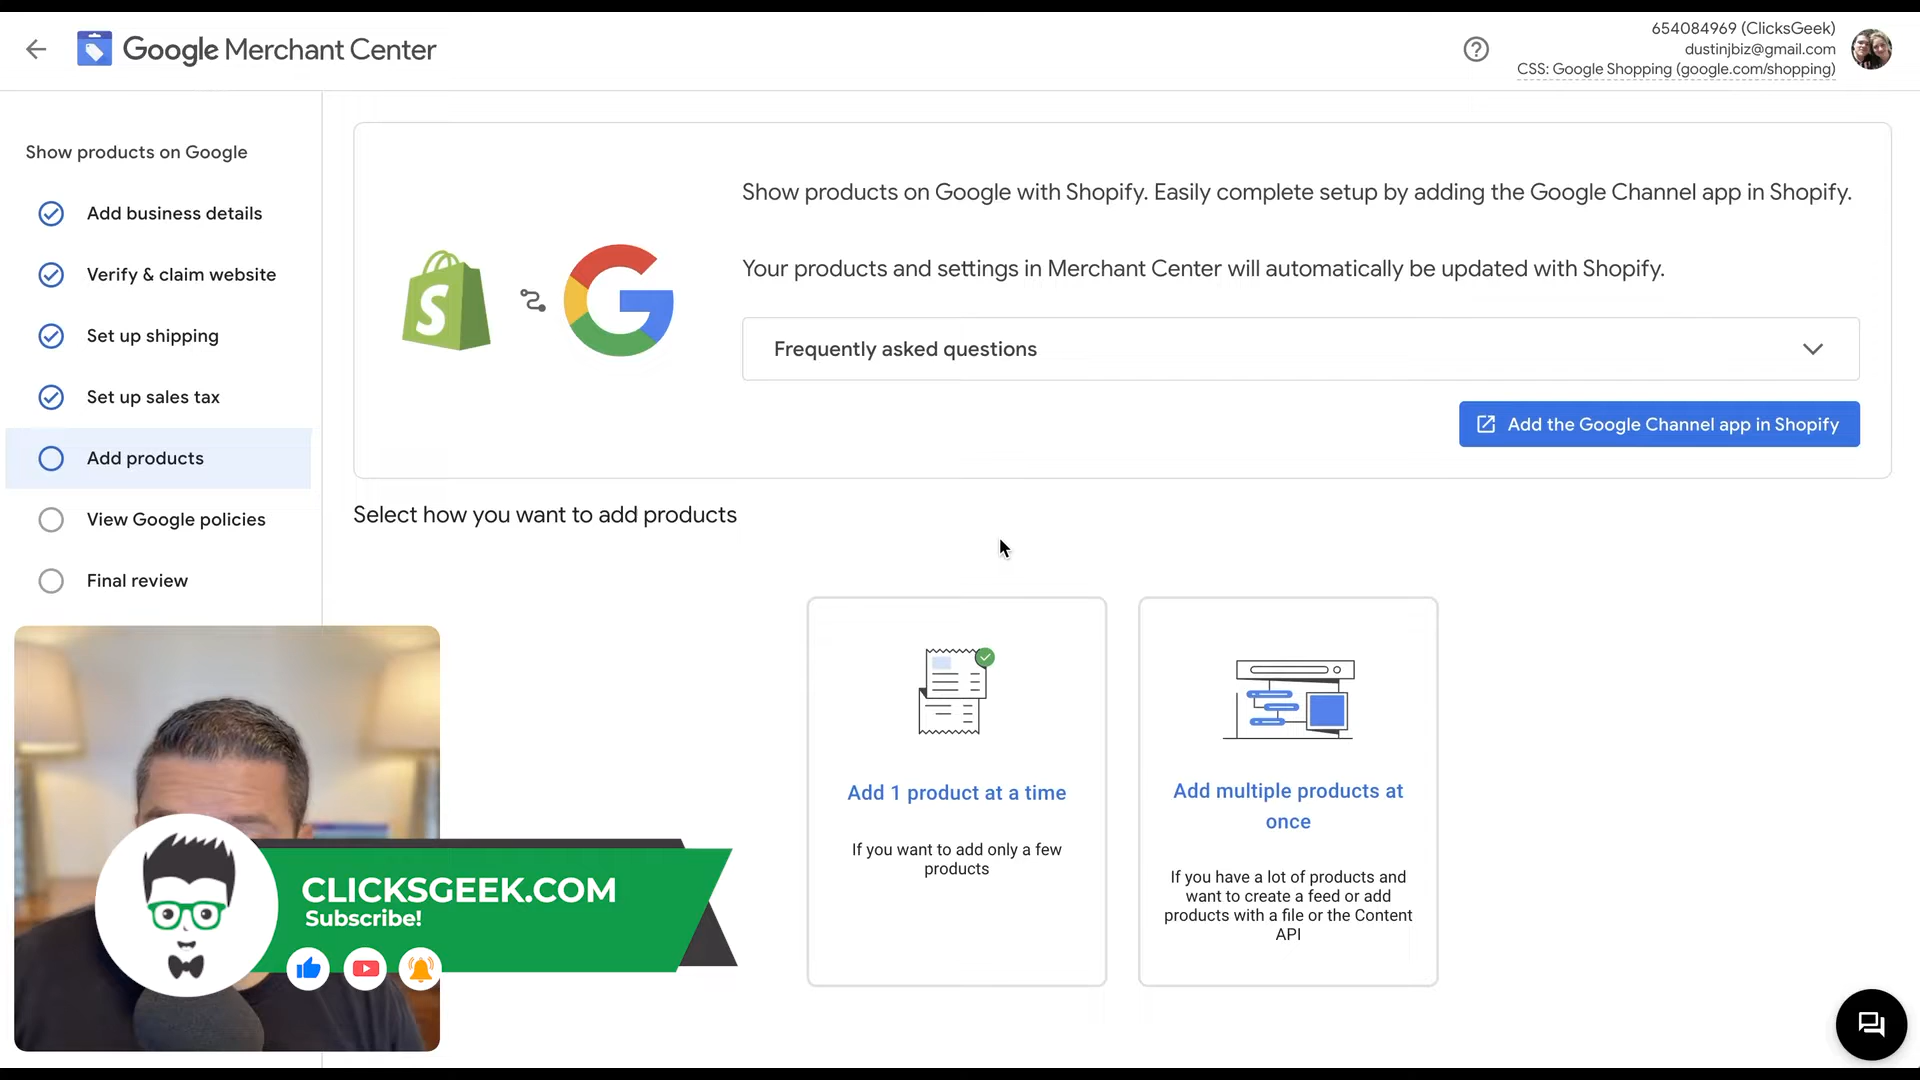 Google Merchant Center
654084969 (ClicksGeek)
dustinjbiz@gmail.com
CSS: Google Shopping (google.com/shopping)
Show products on Google
Add business details
Verify & claim website
Set up shipping
Set up sales tax
Add products
View Google policies
Final review
Show products on Google with Shopify. Easily complete setup by adding the Google Channel app in Shopify.
Your products and settings in Merchant Center will automatically be updated with Shopify.
Frequently asked questions
Add the Google Channel app in Shopify
Select how you want to add products
Add 1 product at a time
If you want to add only a few
products
Add multiple products at
once
If you have a lot of products and
want to create a feed or add
products with a file or the Content
API
CLICKSGEEK.COM
Subscribe!